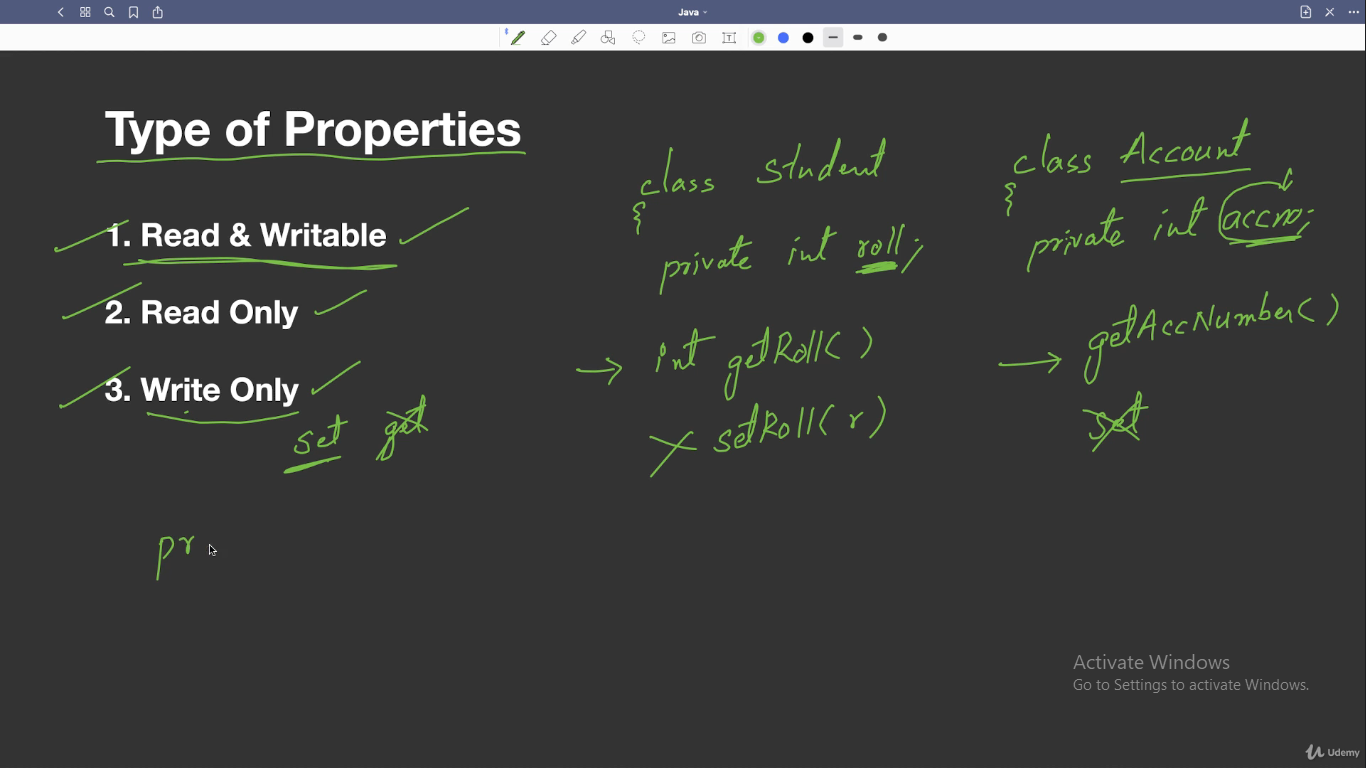 Java
Type of Properties
1. Read & Writable
2. Read Only
3. Write Only
set get
pr
class Student
{
private int roll;
int getRoll( )
setRoll( r )
class Account
{
private int accno;
getAccNumber( )
set
Activate Windows
Go to Settings to activate Windows.
Udemy